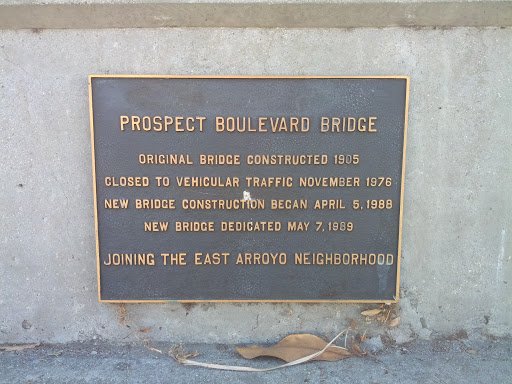 PROSPECT BOULEVARD BRIDGE
ORIGINAL BRIDGE CONSTRUCTED 1905
CLOSED TO VEHICULAR TRAFFIC NOVEMBER 1976
NEW BRIDGE CONSTRUCTION BEGAN APRIL 5, 1988
NEW BRIDGE DEDICATED MAY 7, 1989
JOINING THE EAST ARROYO NEIGHBORHOOD